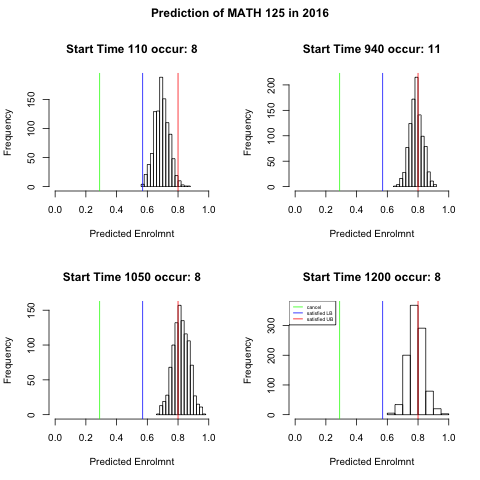 Prediction of MATH 125 in 2016
Start Time 110 occur: 8
Frequency
150
100
50
0
0.0 0.2 0.4 0.6 0.8 1.0
Predicted Enrolmnt
Start Time 940 occur: 11
Frequency
200
150
100
50
0
0.0 0.2 0.4 0.6 0.8 1.0
Predicted Enrolmnt
Start Time 1050 occur: 8
Frequency
150
100
50
0
0.0 0.2 0.4 0.6 0.8 1.0
Predicted Enrolmnt
Start Time 1200 occur: 8
cancel
satisfied LB
satisfied UB
Frequency
300
200
100
0
0.0 0.2 0.4 0.6 0.8 1.0
Predicted Enrolmnt